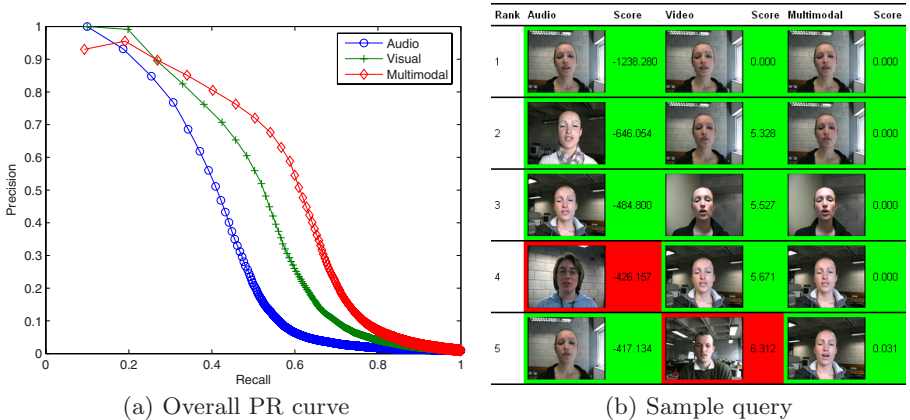 1
0.9
0.8
0.7
0.6
0.5
0.4
0.3
0.2
0.1
0
Precision
0 0.2 0.4 0.6 0.8 1
Recall
Audio
Visual
Multimodal
(a) Overall PR curve
Rank Audio Score Video Score Multimodal Score
1 -1238.280 0.000 0.000
2 -646.054 5.328 0.000
3 -484.800 5.527 0.000
4 -426.157 5.671 0.000
5 -417.134 6.312 0.031
(b) Sample query